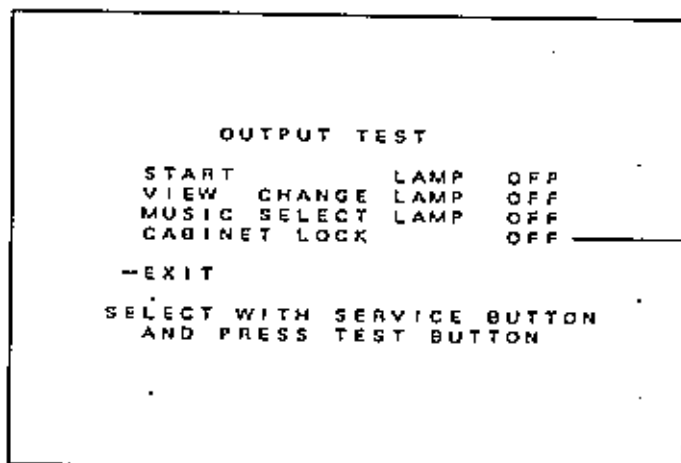 OUTPUT TEST
START LAMP OFF
VIEW CHANGE LAMP OFF
MUSIC SELECT LAMP OFF
CABINET LOCK OFF
-EXIT
SELECT WITH SERVICE BUTTON
AND PRESS TEST BUTTON